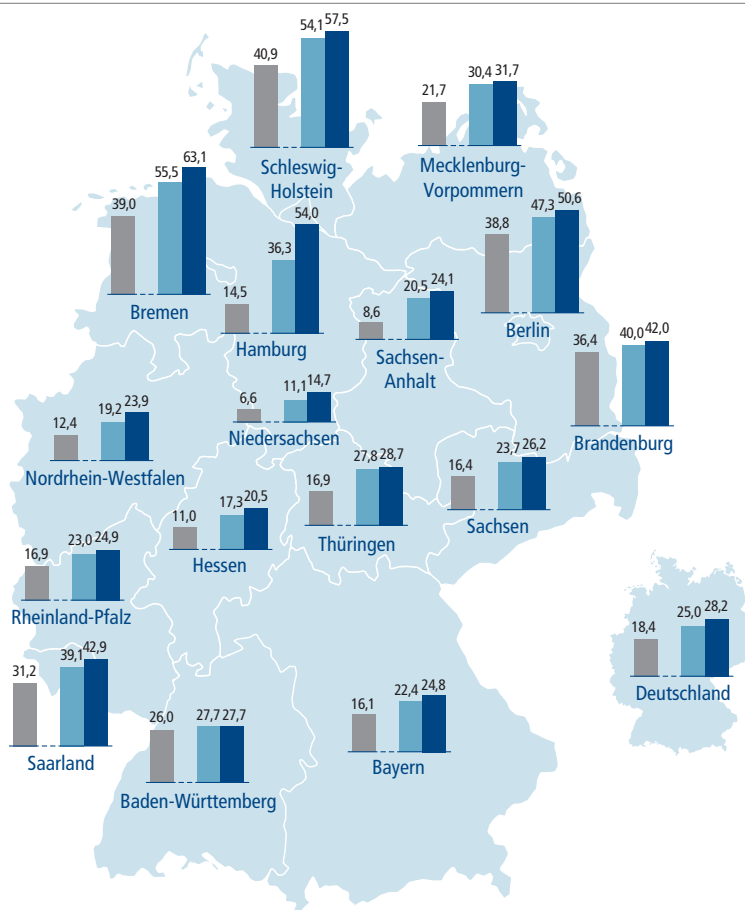 40,9 54,1 57,5
Schleswig-
Holstein
21,7 30,4 31,7
Mecklenburg-
Vorpommern
39,0 55,5 63,1
Bremen
14,5 36,3 54,0
Hamburg
8,6 20,5 24,1
Sachsen-
Anhalt
38,8 47,3 50,6
Berlin
36,4 40,0 42,0
Brandenburg
12,4 19,2 23,9
Nordrhein-Westfalen
6,6 11,1 14,7
Niedersachsen
11,0 17,3 20,5
Hessen
16,9 27,8 28,7
Thüringen
16,4 23,7 26,2
Sachsen
16,9 23,0 24,9
Rheinland-Pfalz
18,4 25,0 28,2
Deutschland
31,2 39,1 42,9
Saarland
26,0 27,7 27,7
Baden-Württemberg
16,1 22,4 24,8
Bayern